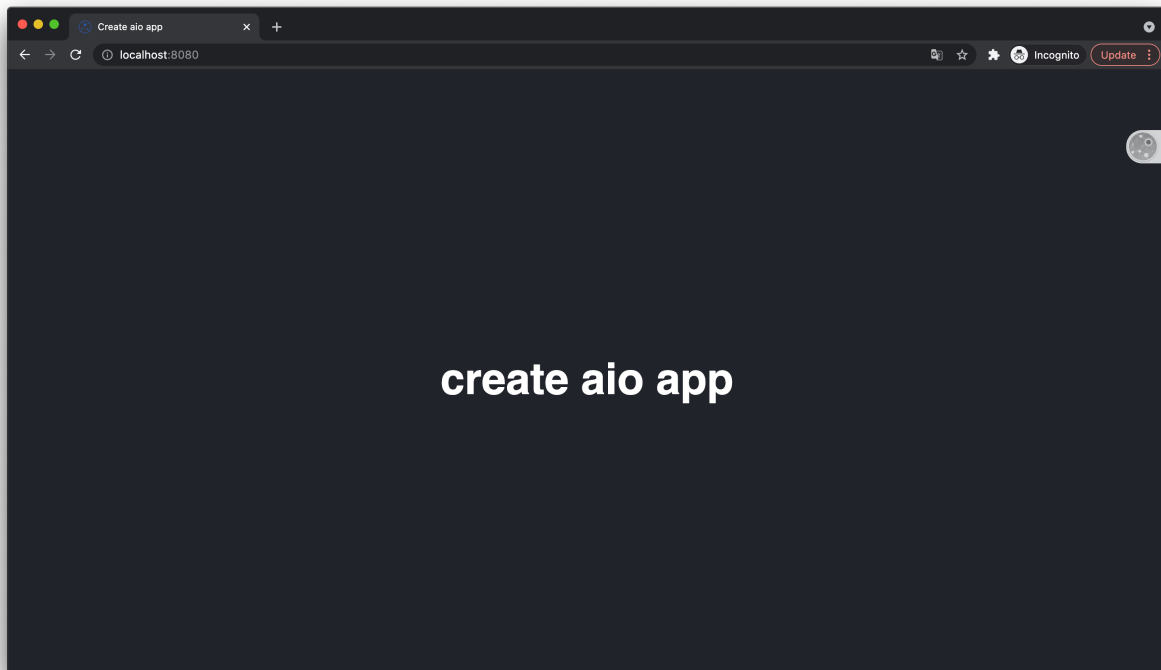 Create aio app
localhost:8080
Incognito
Update
create aio app